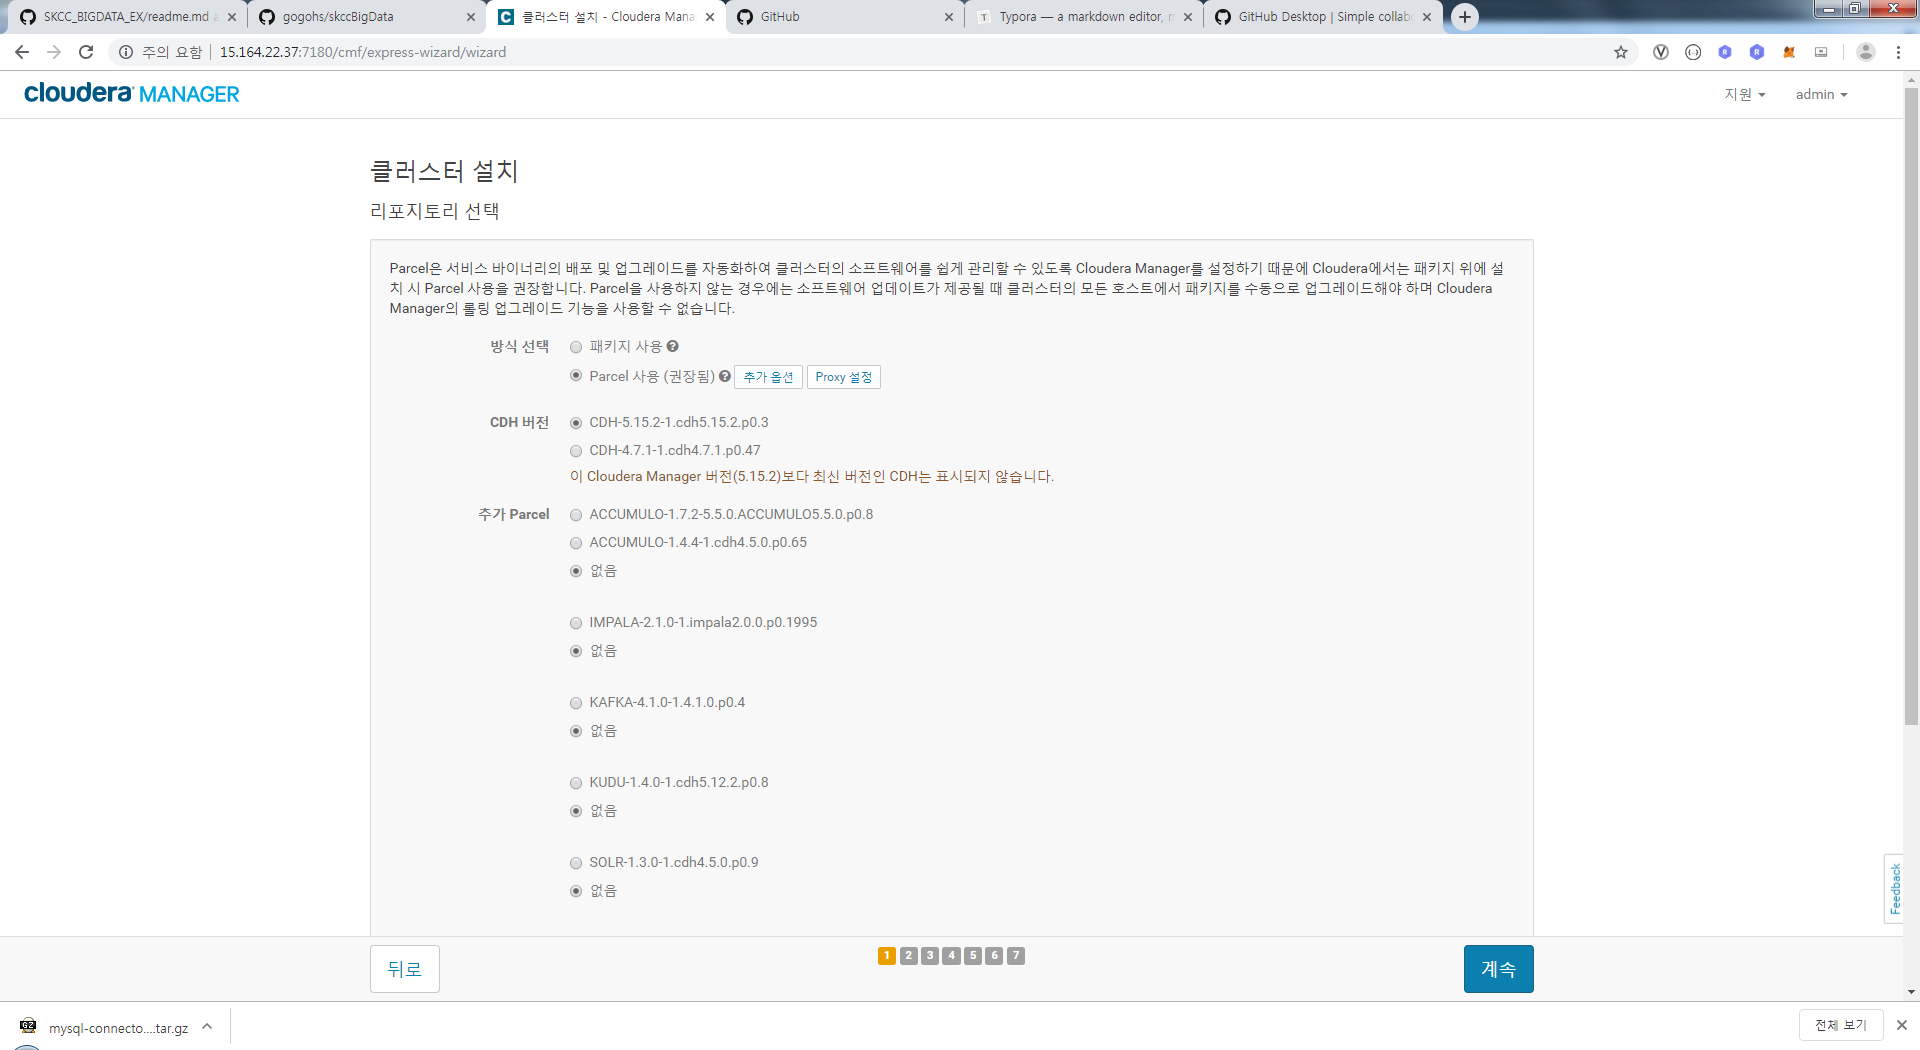 SKCC_BIGDATA_EX/readme.md
gogohs/skccBigData
클러스터 설치 - Cloudera Mana
GitHub
Typora — a markdown editor,
GitHub Desktop | Simple collab
주의 요함
15.164.22.37:7180/cmf/express-wizard/wizard
cloudera MANAGER
지원
admin
클러스터 설치
리포지토리 선택
Parcel은 서비스 바이너리의 배포 및 업그레이드를 자동화하여 클러스터의 소프트웨어를 쉽게 관리할 수 있도록 Cloudera Manager를 설정하기 때문에 Cloudera에서는 패키지 위에 설
치 시 Parcel 사용을 권장합니다. Parcel을 사용하지 않는 경우에는 소프트웨어 업데이트가 제공될 때 클러스터의 모든 호스트에서 패키지를 수동으로 업그레이드해야 하며 Cloudera
Manager의 롤링 업그레이드 기능을 사용할 수 없습니다.
방식 선택
패키지 사용
Parcel 사용 (권장됨)
추가 옵션
Proxy 설정
CDH 버전
CDH-5.15.2-1.cdh5.15.2.p0.3
CDH-4.7.1-1.cdh4.7.1.p0.47
이 Cloudera Manager 버전(5.15.2)보다 최신 버전인 CDH는 표시되지 않습니다.
추가 Parcel
ACCUMULO-1.7.2-5.5.0.ACCUMULO5.5.0.p0.8
ACCUMULO-1.4.4-1.cdh4.5.0.p0.65
없음
IMPALA-2.1.0-1.impala2.0.0.p0.1995
없음
KAFKA-4.1.0-1.4.1.0.p0.4
없음
KUDU-1.4.0-1.cdh5.12.2.p0.8
없음
SOLR-1.3.0-1.cdh4.5.0.p0.9
없음
Feedback
뒤로
1 2 3 4 5 6 7
계속
mysql-connecto....tar.gz
전체 보기